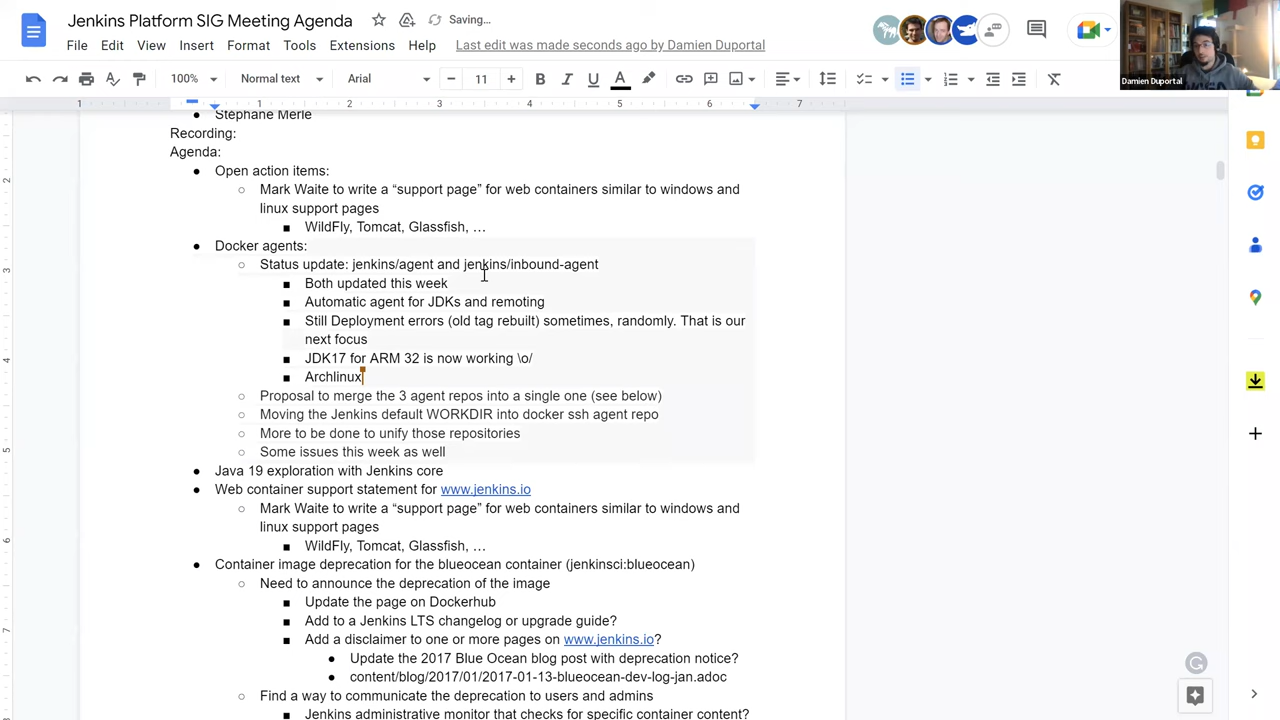 Jenkins Platform SIG Meeting Agenda
Saving...
File Edit View Insert Format Tools Extensions Help
Last edit was made seconds ago by Damien Duportal
100% Normal text Arial 11
Damien Duportal
1 1 2 3 4 5 6 7
Stephane Merle
Recording:
Agenda:
Open action items:
Mark Waite to write a “support page” for web containers similar to windows and
linux support pages
WildFly, Tomcat, Glassfish, …
Docker agents:
Status update: jenkins/agent and jenkins/inbound-agent
Both updated this week
Automatic agent for JDKs and remoting
Still Deployment errors (old tag rebuilt) sometimes, randomly. That is our
next focus
JDK17 for ARM 32 is now working \o/
Archlinux
Proposal to merge the 3 agent repos into a single one (see below)
Moving the Jenkins default WORKDIR into docker ssh agent repo
More to be done to unify those repositories
Some issues this week as well
Java 19 exploration with Jenkins core
Web container support statement for www.jenkins.io
Mark Waite to write a “support page” for web containers similar to windows and
linux support pages
WildFly, Tomcat, Glassfish, …
Container image deprecation for the blueocean container (jenkinsci:blueocean)
Need to announce the deprecation of the image
Update the page on Dockerhub
Add to a Jenkins LTS changelog or upgrade guide?
Add a disclaimer to one or more pages on www.jenkins.io?
Update the 2017 Blue Ocean blog post with deprecation notice?
content/blog/2017/01/2017-01-13-blueocean-dev-log-jan.adoc
Find a way to communicate the deprecation to users and admins
Jenkins administrative monitor that checks for specific container content?